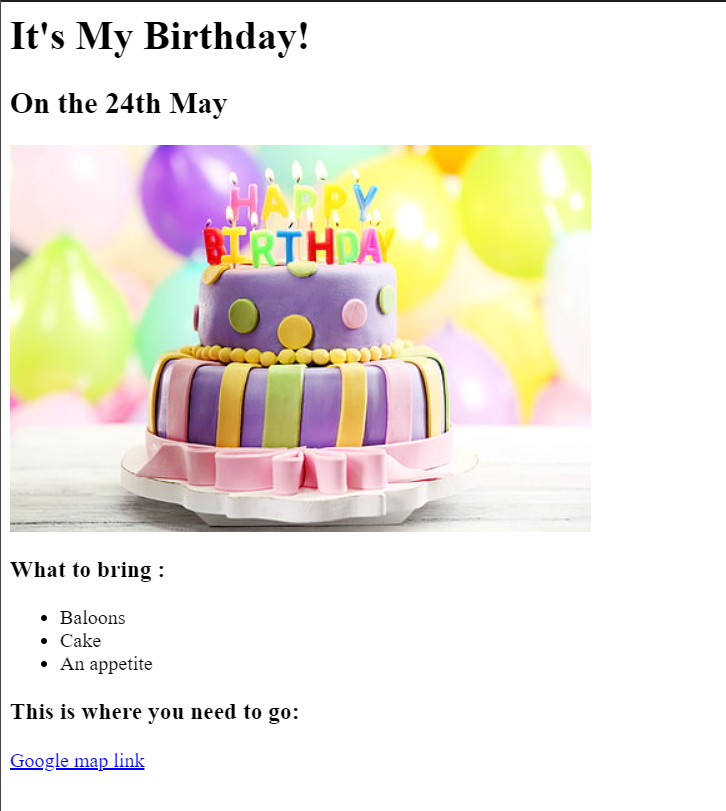 It's My Birthday!
On the 24th May
HAPPY
BIRTHDAY
What to bring :
Baloons
Cake
An appetite
This is where you need to go:
Google map link